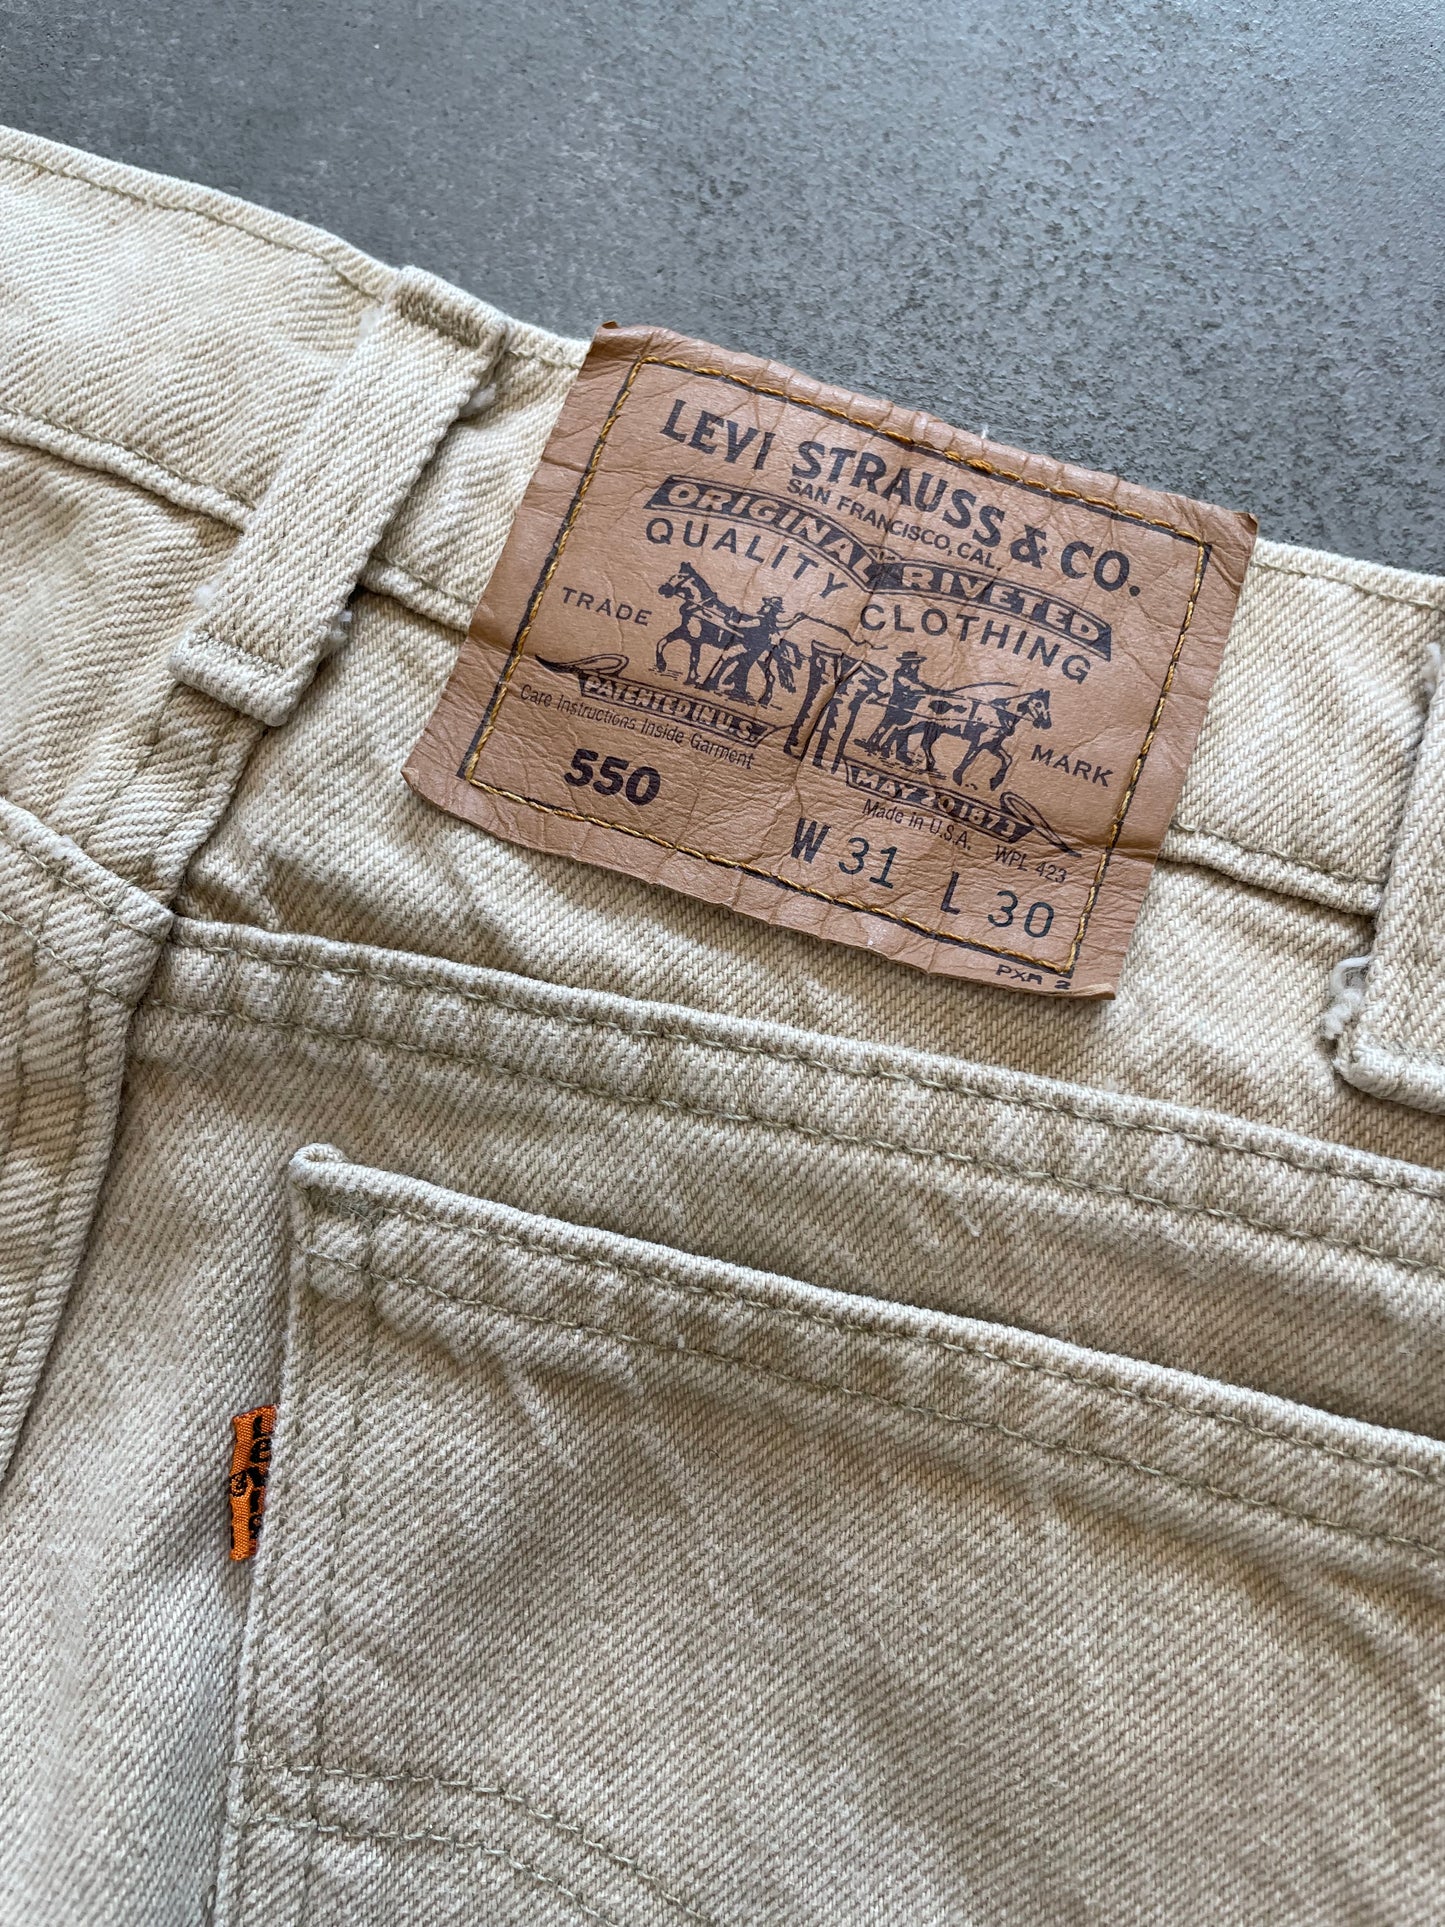 LEVI STRAUSS & CO.
SAN FRANCISCO, CAL.
ORIGINAL RIVETED
QUALITY CLOTHING
TRADE MARK
PATENTED IN U.S. MAY 20 1873
Care Instructions Inside Garment
Made in U.S.A. WPL 423
550
W 31 L 30
PXR 2
LEVI'S